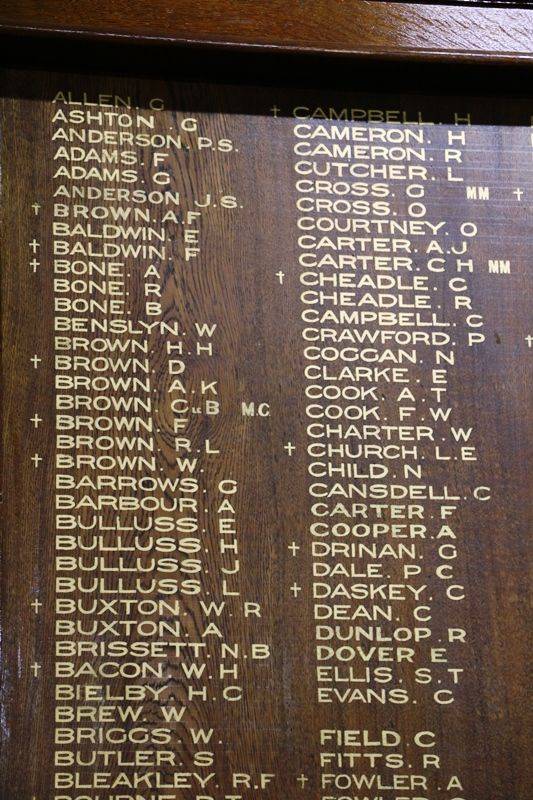 ALLEN. G
ASHTON. G
ANDERSON. P.S.
ADAMS. F
ADAMS. G
ANDERSON J.S.
† BROWN. A.F
BALDWIN. E
† BALDWIN. F
† BONE. A
BONE. R
BONE. B
BENSLYN. W
BROWN. H.H
† BROWN. D
BROWN. A.K
BROWN. C.B M.C
† BROWN. F
BROWN. R.L
† BROWN. W.
BARROWS. G
BARBOUR. A
BULLUSS. E
BULLUSS. H
BULLUSS. J
BULLUSS. L
† BUXTON. W. R
BUXTON. A
BRISSETT. N.B
† BACON. W.H
BIELBY. H.C
BREW. W
BRIGGS. W.
BUTLER. S
BLEAKLEY. R.F
† CAMPBELL. H
CAMERON. H
CAMERON. R
CUTCHER. L
CROSS. G MM
CROSS. O
COURTNEY. O
CARTER. A.J
CARTER. C H MM
† CHEADLE. C
CHEADLE. R
CAMPBELL. C
CRAWFORD. P
COGGAN. N
CLARKE. E
COOK. A.T
COOK. F.W
CHARTER. W
† CHURCH. L.E
CHILD. N
CANSDELL. C
CARTER. F
COOPER. A
† DRINAN. G
DALE. P C
† DASKEY. C
DEAN. C
DUNLOP. R
DOVER E
ELLIS. S.T
EVANS. C
FIELD. C
FITTS. R
† FOWLER. A